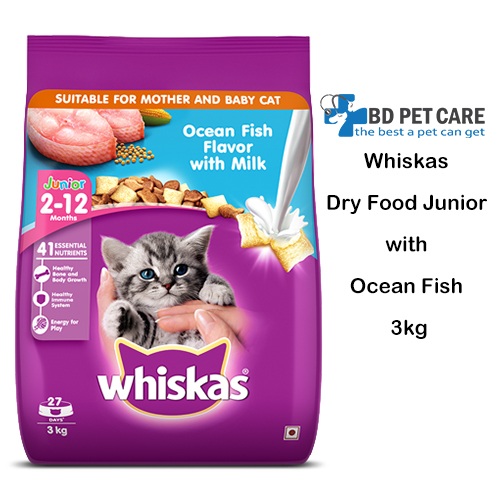 SUITABLE FOR MOTHER AND BABY CAT
Ocean Fish
Flavor
with Milk
Junior
2-12
Months
41 ESSENTIAL
NUTRIENTS
Healthy
Bone and
Body Growth
Healthy
Immune
System
Energy for
Play
whiskas
27
DAYS
3 kg
BD PET CARE
the best a pet can get
Whiskas
Dry Food Junior
with
Ocean Fish
3kg